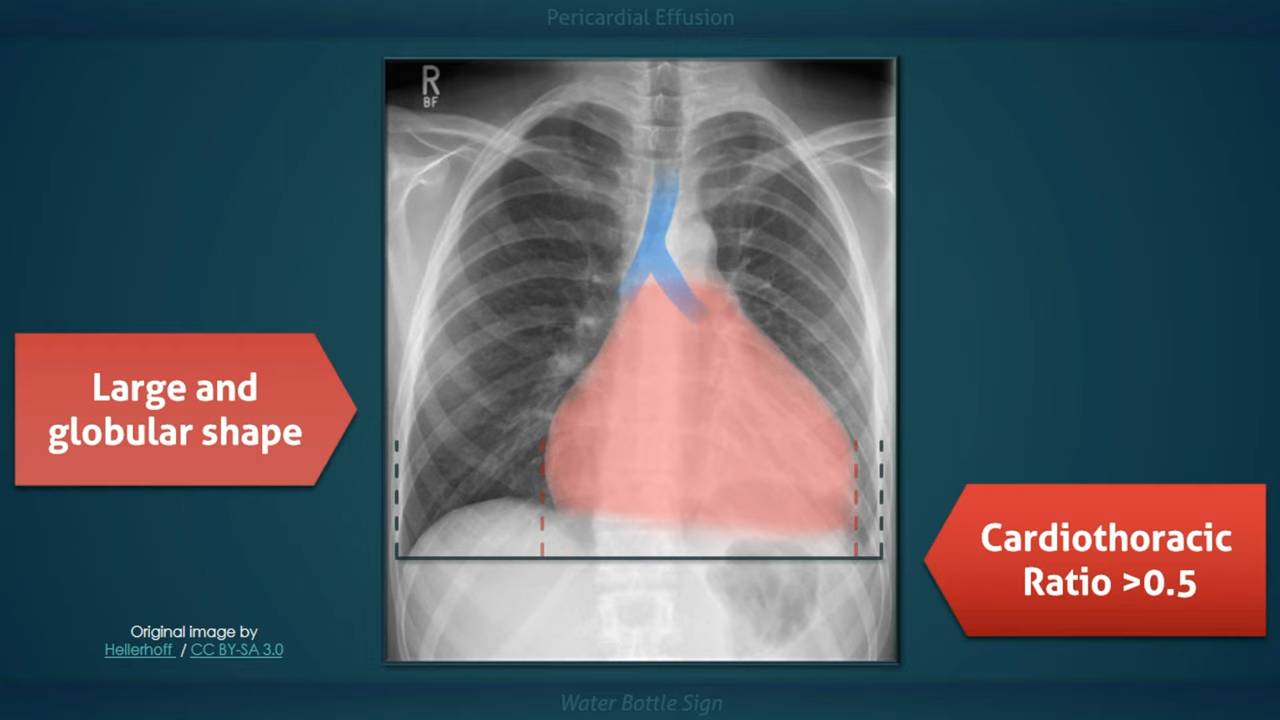 Pericardial Effusion
R
BF
Large and
globular shape
Cardiothoracic
Ratio >0.5
Original image by
Hellerhoff / CC BY-SA 3.0
Water Bottle Sign